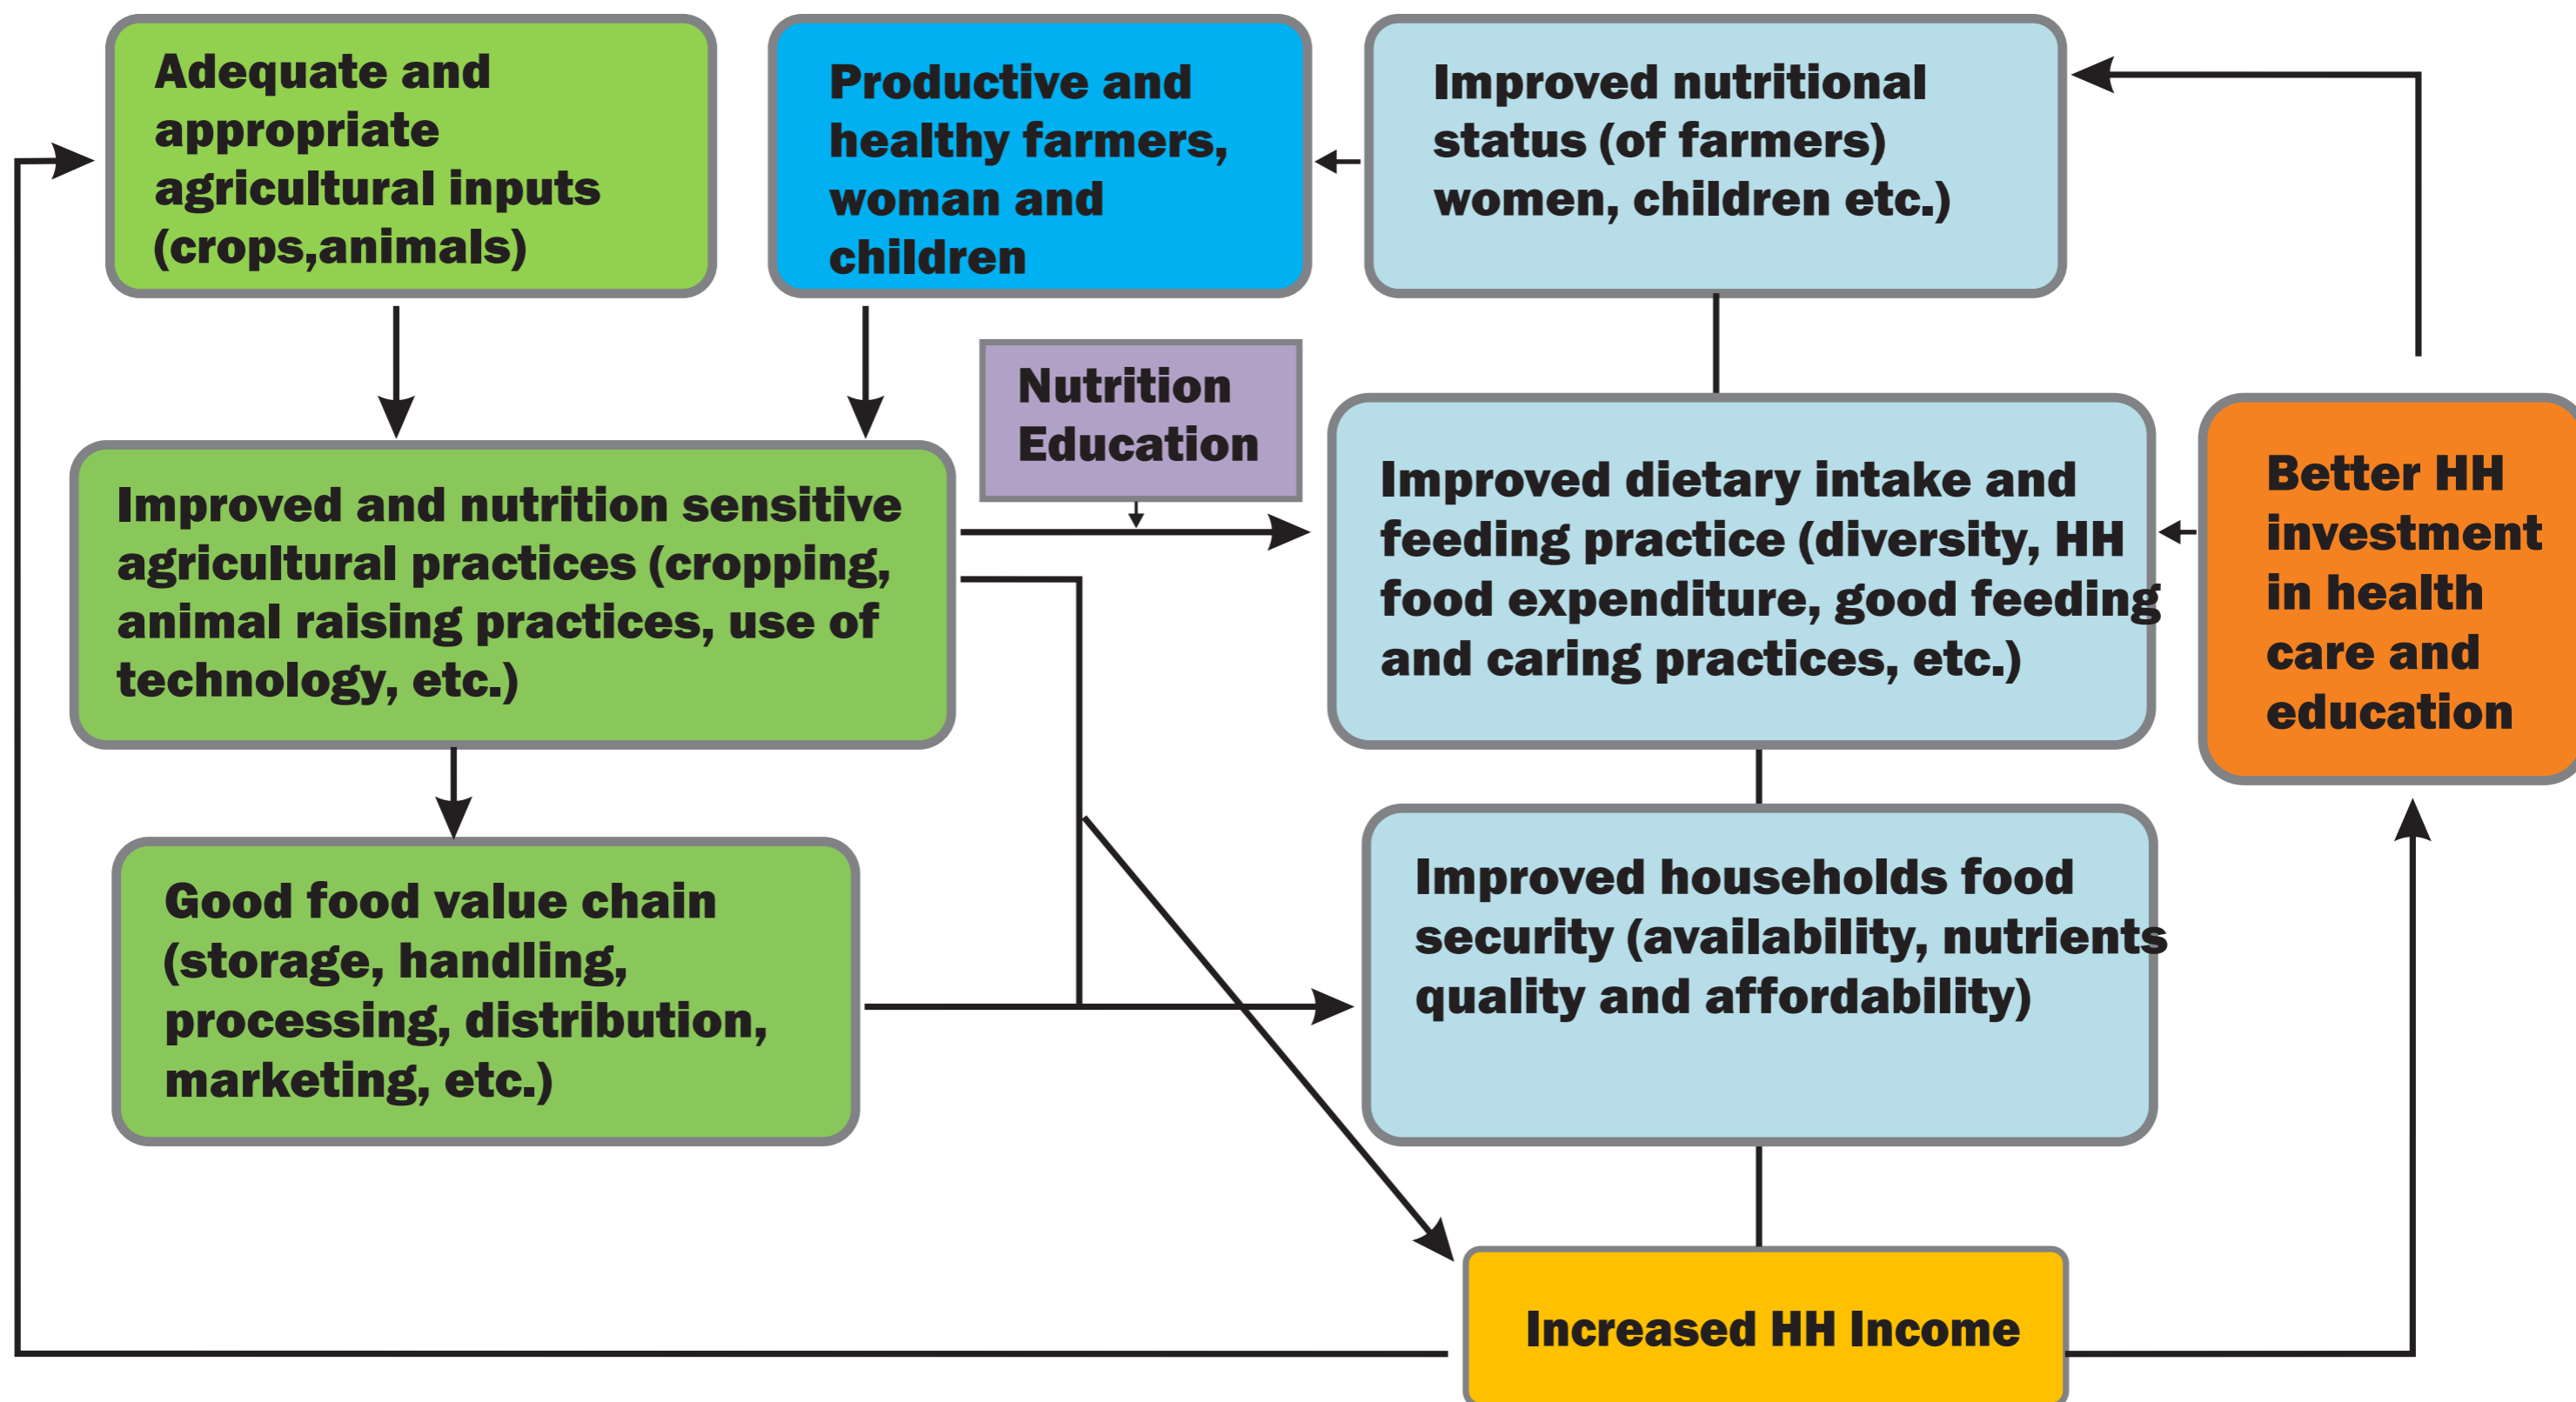 Adequate and
appropriate
agricultural inputs
(crops,animals)
Productive and
healthy farmers,
woman and
children
Improved nutritional
status (of farmers)
women, children etc.)
Nutrition
Education
Improved and nutrition sensitive
agricultural practices (cropping,
animal raising practices, use of
technology, etc.)
Improved dietary intake and
feeding practice (diversity, HH
food expenditure, good feeding
and caring practices, etc.)
Better HH
investment
in health
care and
education
Good food value chain
(storage, handling,
processing, distribution,
marketing, etc.)
Improved households food
security (availability, nutrients
quality and affordability)
Increased HH Income